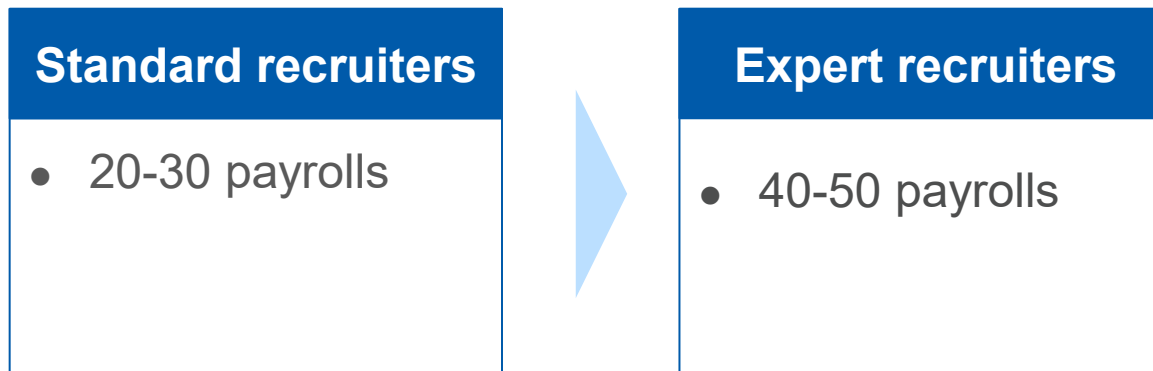 Standard recruiters
● 20-30 payrolls
Expert recruiters
● 40-50 payrolls